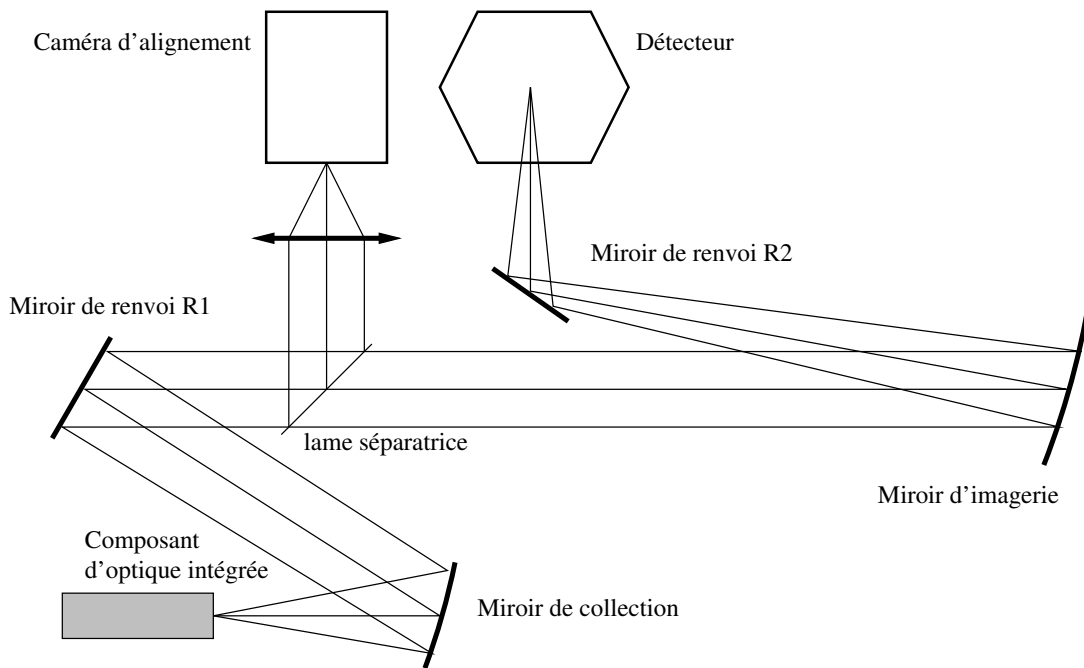 Caméra d’alignement
Détecteur
Miroir de renvoi R2
Miroir de renvoi R1
lame séparatrice
Miroir d’imagerie
Composant
d’optique intégrée
Miroir de collection